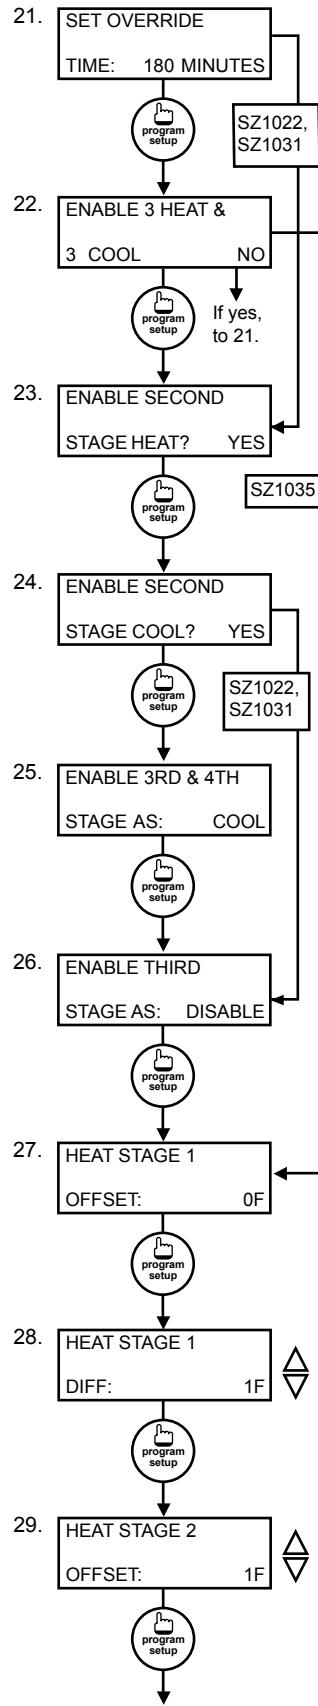 21.
SET OVERRIDE
TIME: 180 MINUTES
program
setup
SZ1022,
SZ1031
22.
ENABLE 3 HEAT &
3 COOL NO
program
setup
If yes,
to 21.
23.
ENABLE SECOND
STAGE HEAT? YES
program
setup
SZ1035
24.
ENABLE SECOND
STAGE COOL? YES
program
setup
SZ1022,
SZ1031
25.
ENABLE 3RD & 4TH
STAGE AS: COOL
program
setup
26.
ENABLE THIRD
STAGE AS: DISABLE
program
setup
27.
HEAT STAGE 1
OFFSET: 0F
program
setup
28.
HEAT STAGE 1
DIFF: 1F
program
setup
29.
HEAT STAGE 2
OFFSET: 1F
program
setup